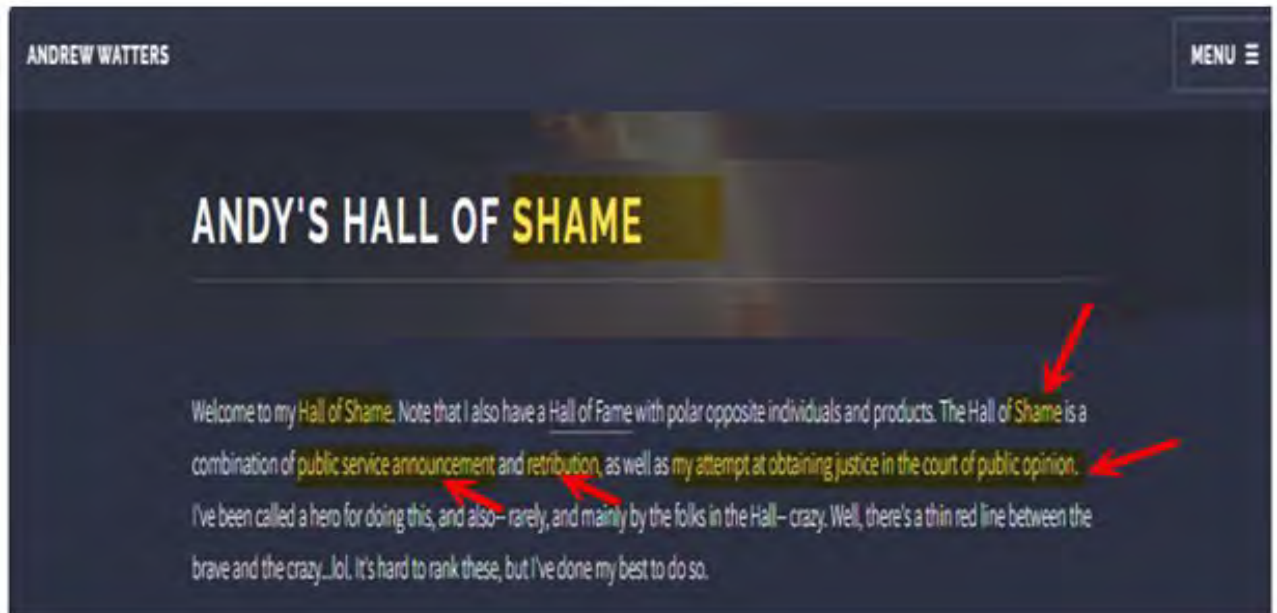 ANDREW WATTERS
MENU ☰
ANDY'S HALL OF SHAME
Welcome to my Hall of Shame. Note that I also have a Hall of Fame with polar opposite individuals and products. The Hall of Shame is a
combination of public service announcement and retribution, as well as my attempt at obtaining justice in the court of public opinion.
I've been called a hero for doing this, and also-- rarely, and mainly by the folks in the Hall-- crazy. Well, there's a thin red line between the
brave and the crazy...lol. It's hard to rank these, but I've done my best to do so.